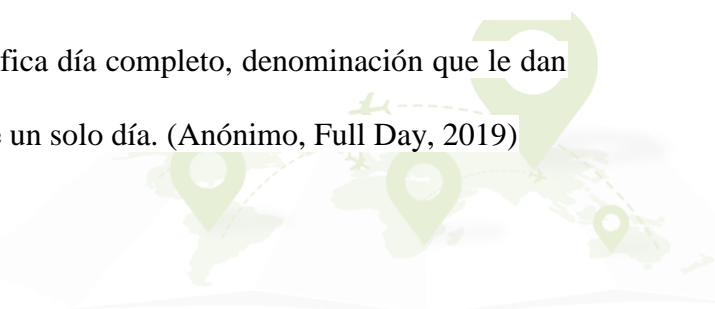 fica día completo, denominación que le dan
un solo día. (Anónimo, Full Day, 2019)